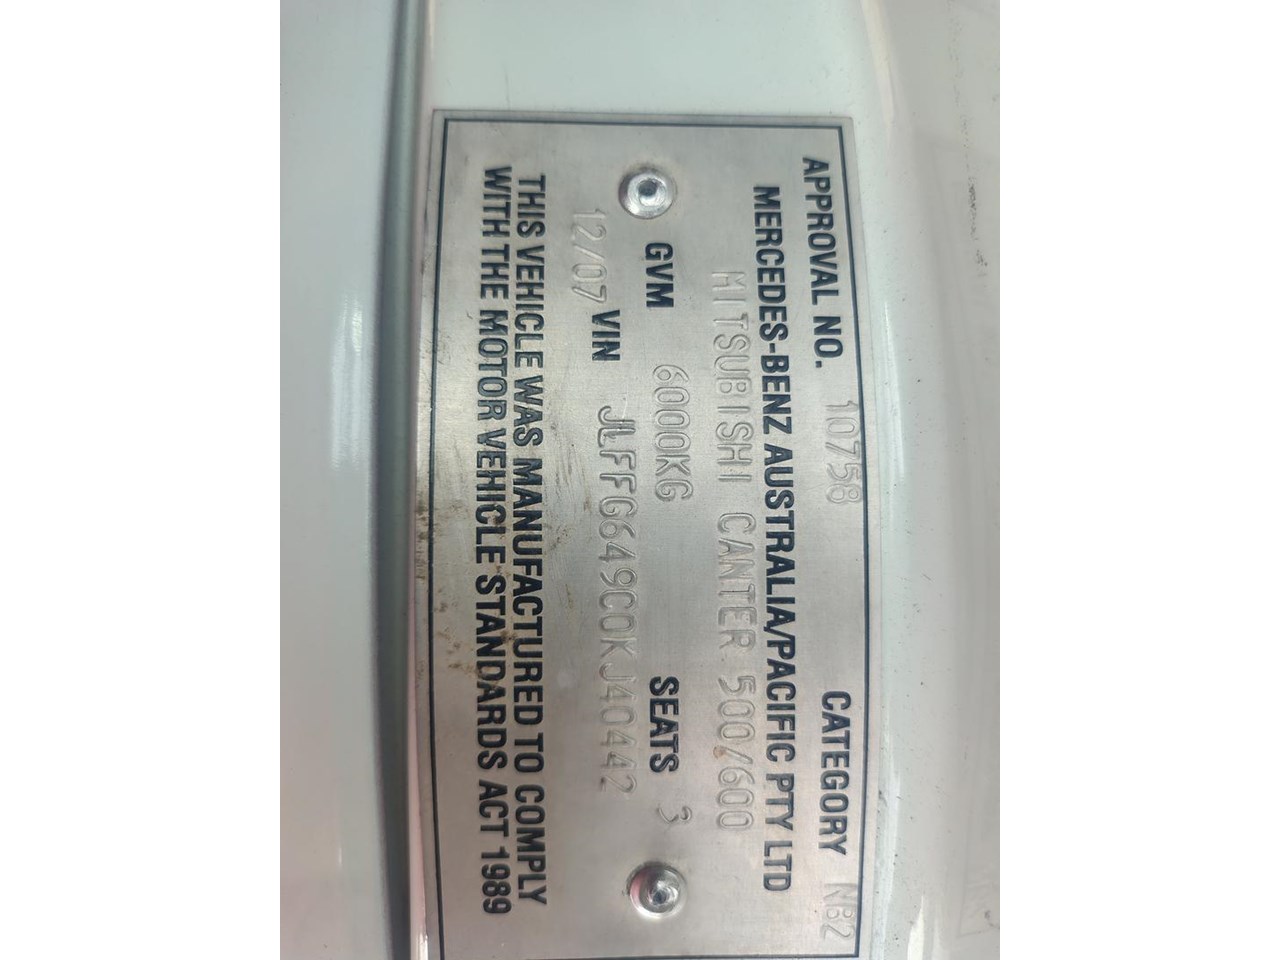 APPROVAL NO. 10758 CATEGORY NB2
MERCEDES-BENZ AUSTRALIA/PACIFIC PTY LTD
MITSUBISHI CANTER 500/600
GVM 6000KG SEATS 3
12/07 VIN JLFFG649C0KJ40442
THIS VEHICLE WAS MANUFACTURED TO COMPLY
WITH THE MOTOR VEHICLE STANDARDS ACT 1989